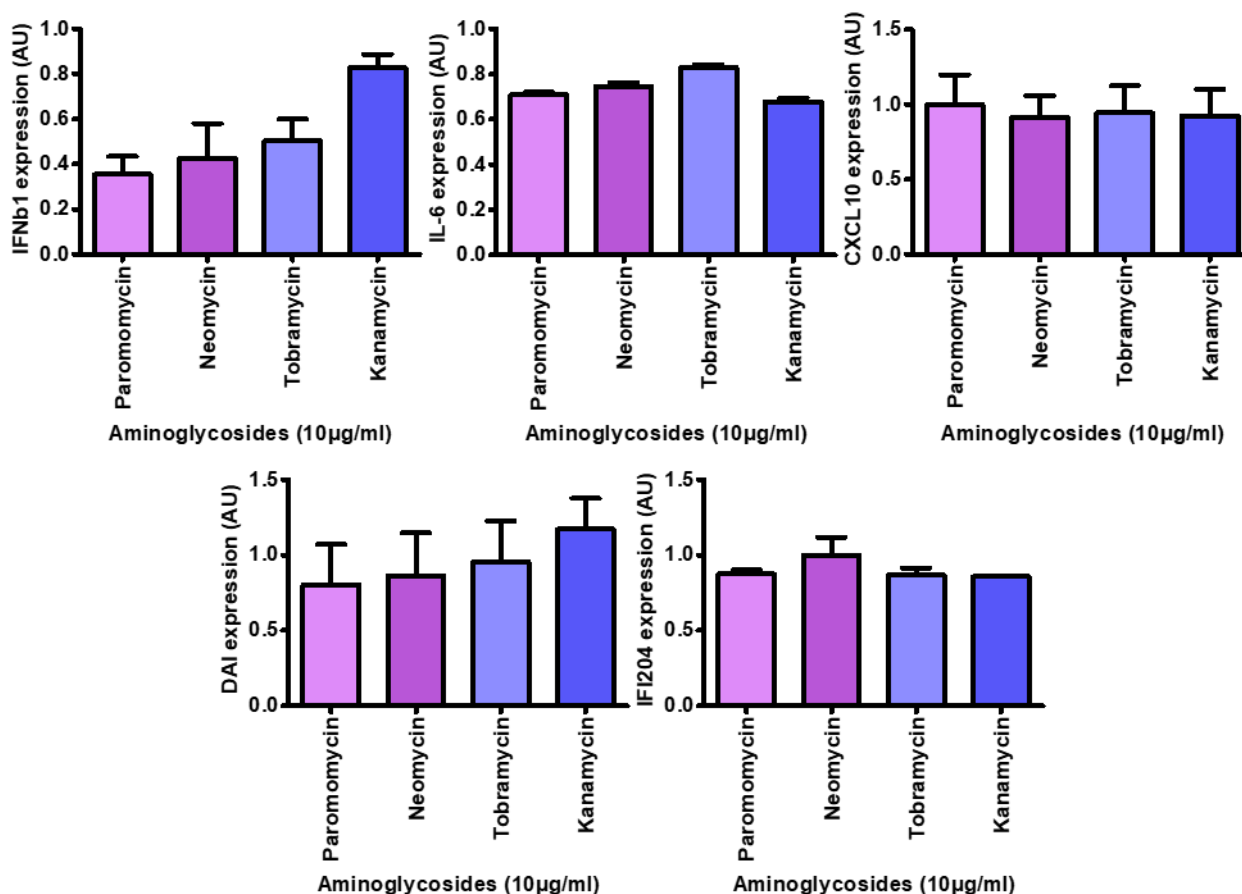 IFNb1 expression (AU)
1.0
0.8
0.6
0.4
0.2
0.0
Paromomycin
Neomycin
Tobramycin
Kanamycin
Aminoglycosides (10µg/ml)
IL-6 expression (AU)
1.0
0.8
0.6
0.4
0.2
0.0
Paromomycin
Neomycin
Tobramycin
Kanamycin
Aminoglycosides (10µg/ml)
CXCL10 expression (AU)
1.5
1.0
0.5
0.0
Paromomycin
Neomycin
Tobramycin
Kanamycin
Aminoglycosides (10µg/ml)
DAI expression (AU)
1.5
1.0
0.5
0.0
Paromomycin
Neomycin
Tobramycin
Kanamycin
Aminoglycosides (10µg/ml)
IFI204 expression (AU)
1.5
1.0
0.5
0.0
Paromomycin
Neomycin
Tobramycin
Kanamycin
Aminoglycosides (10µg/ml)